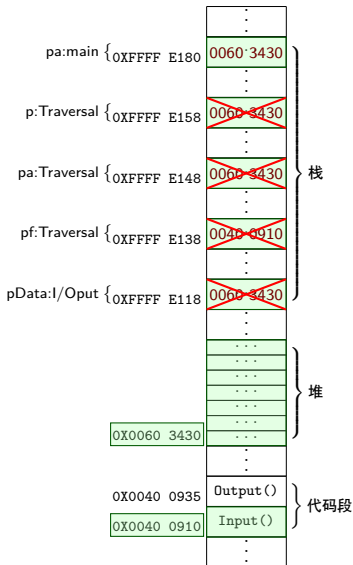 pa:main { 0XFFFF E180 0060 3430
p:Traversal { 0XFFFF E158 0060 3430
pa:Traversal { 0XFFFF E148 0060 3430
栈
pf:Traversal { 0XFFFF E138 0040 0910
pData:I/Oput { 0XFFFF E118 0060 3430
...
...
...
...
堆
...
...
0X0060 3430 ...
0X0040 0935 Output()
代码段
0X0040 0910 Input()